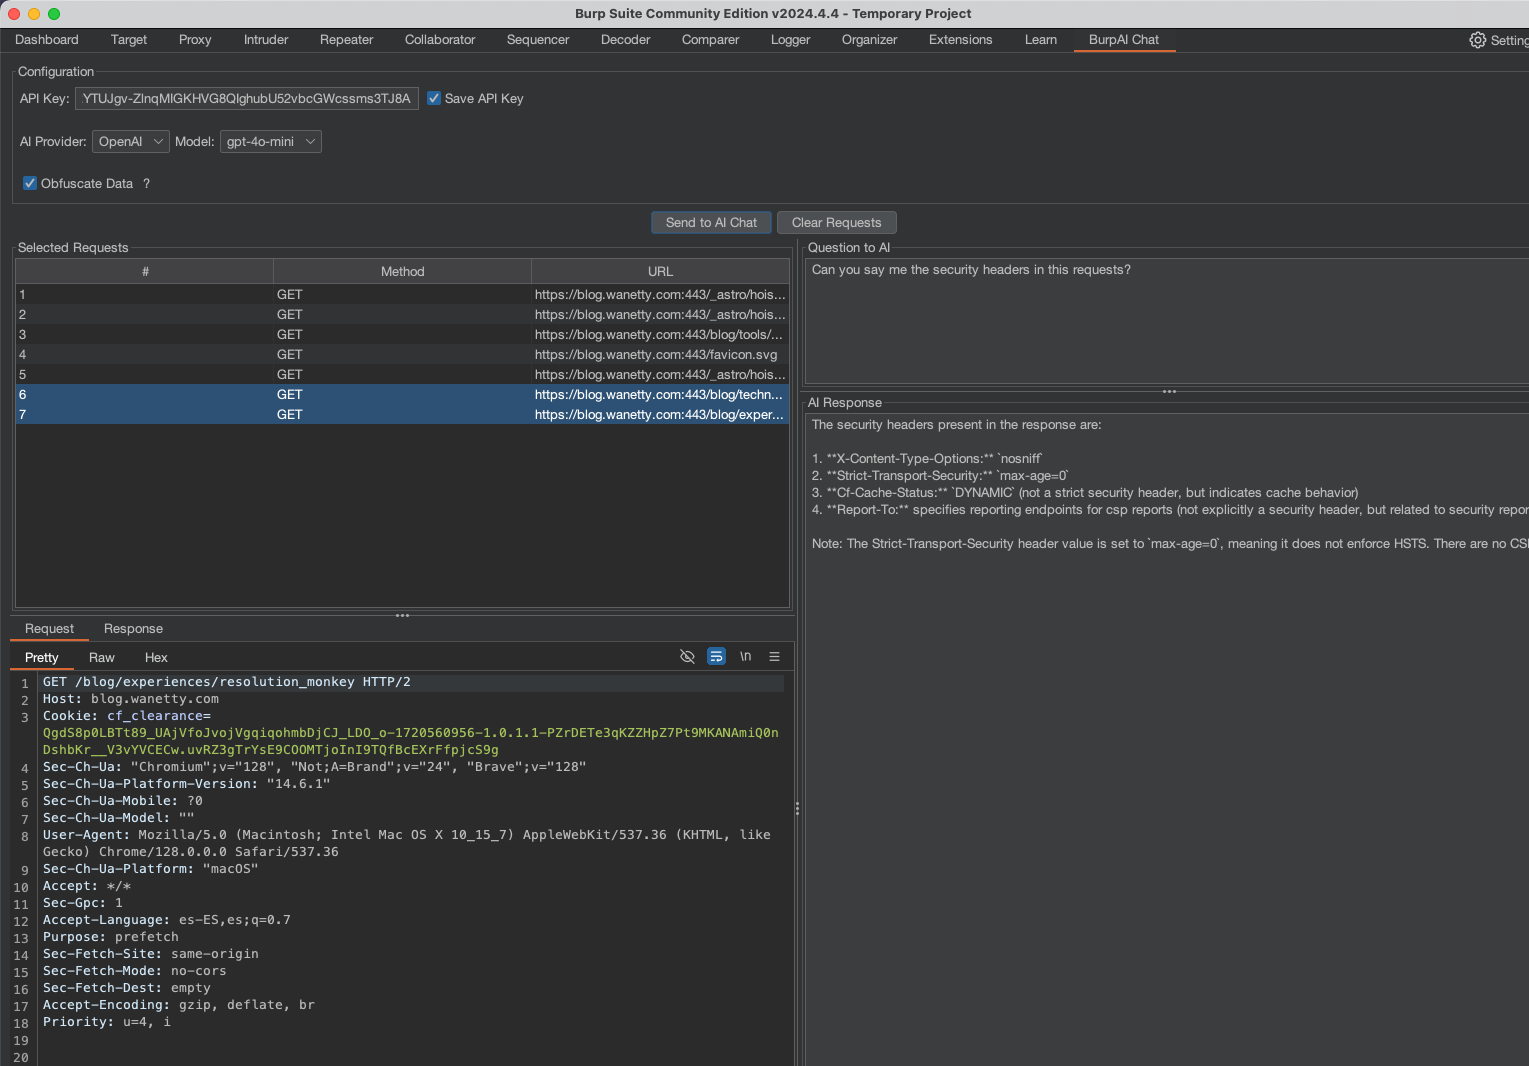 Burp Suite Community Edition v2024.4.4 - Temporary Project
Dashboard Target Proxy Intruder Repeater Collaborator Sequencer Decoder Comparer Logger Organizer Extensions Learn BurpAI Chat Setting
Configuration
API Key: YTUJgv-ZlnqMIGKHVG8QIghubU52vbcGWcssms3TJ8A Save API Key
AI Provider: OpenAI Model: gpt-4o-mini
Obfuscate Data ?
Send to AI Chat Clear Requests
Selected Requests
# Method URL
1 GET https://blog.wanetty.com:443/_astro/hois...
2 GET https://blog.wanetty.com:443/_astro/hois...
3 GET https://blog.wanetty.com:443/blog/tools/...
4 GET https://blog.wanetty.com:443/favicon.svg
5 GET https://blog.wanetty.com:443/_astro/hois...
6 GET https://blog.wanetty.com:443/blog/techn...
7 GET https://blog.wanetty.com:443/blog/exper...
Question to AI
Can you say me the security headers in this requests?
AI Response
The security headers present in the response are:
1. **X-Content-Type-Options:** `nosniff`
2. **Strict-Transport-Security:** `max-age=0`
3. **Cf-Cache-Status:** `DYNAMIC` (not a strict security header, but indicates cache behavior)
4. **Report-To:** specifies reporting endpoints for csp reports (not explicitly a security header, but related to security repor
Note: The Strict-Transport-Security header value is set to `max-age=0`, meaning it does not enforce HSTS. There are no CS
Request Response
Pretty Raw Hex \n
1 GET /blog/experiences/resolution_monkey HTTP/2
2 Host: blog.wanetty.com
3 Cookie: cf_clearance=
QgdS8p0LBTt89_UAjVfoJvojVgqiqohmbDjCJ_LDO_o-1720560956-1.0.1.1-PZrDETe3qKZZHpZ7Pt9MKANAmiQ0n
DshbKr__V3vYVCECw.uvRZ3gTrYsE9COOMTjoInI9TQfBcEXrFfpjcS9g
4 Sec-Ch-Ua: "Chromium";v="128", "Not;A=Brand";v="24", "Brave";v="128"
5 Sec-Ch-Ua-Platform-Version: "14.6.1"
6 Sec-Ch-Ua-Mobile: ?0
7 Sec-Ch-Ua-Model: ""
8 User-Agent: Mozilla/5.0 (Macintosh; Intel Mac OS X 10_15_7) AppleWebKit/537.36 (KHTML, like
Gecko) Chrome/128.0.0.0 Safari/537.36
9 Sec-Ch-Ua-Platform: "macOS"
10 Accept: */*
11 Sec-Gpc: 1
12 Accept-Language: es-ES,es;q=0.7
13 Purpose: prefetch
14 Sec-Fetch-Site: same-origin
15 Sec-Fetch-Mode: no-cors
16 Sec-Fetch-Dest: empty
17 Accept-Encoding: gzip, deflate, br
18 Priority: u=4, i
19
20